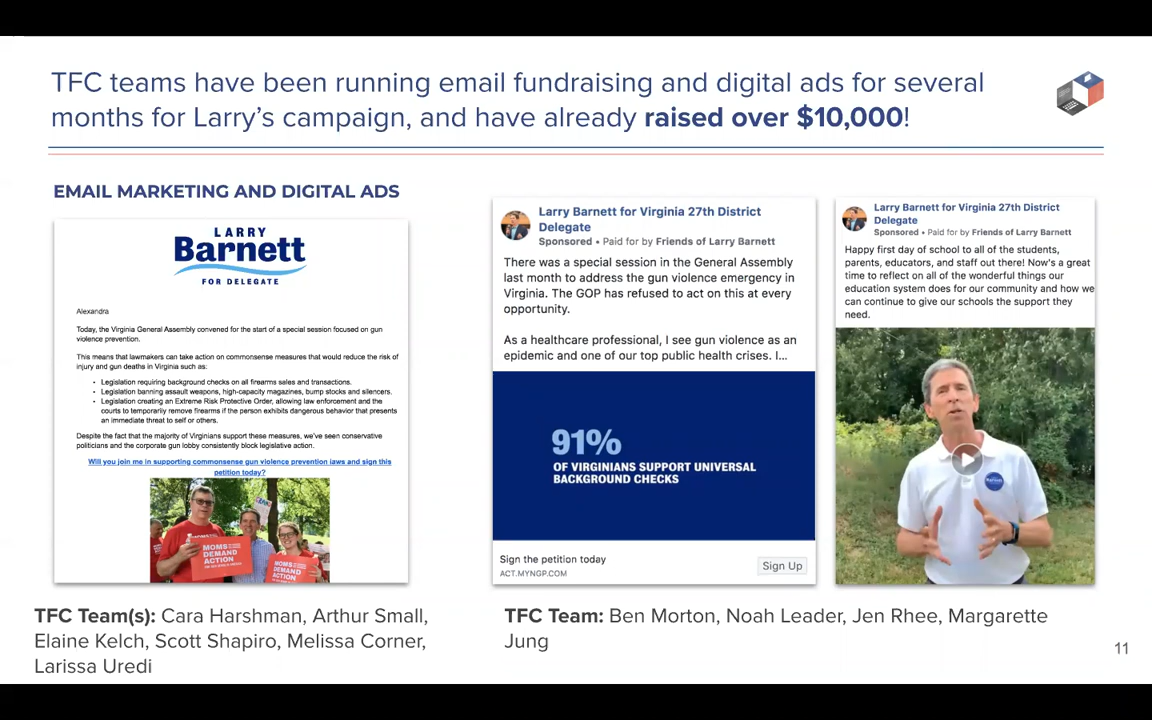 TFC teams have been running email fundraising and digital ads for several
months for Larry's campaign, and have already raised over $10,000!
EMAIL MARKETING AND DIGITAL ADS
LARRY
Barnett
FOR DELEGATE
Alexandra
Today, the Virginia General Assembly convened for the start of a special session focused on gun
violence prevention.
This means that lawmakers can take action on commonsense measures that would reduce the risk of
injury and gun deaths in Virginia such as:
• Legislation requiring background checks on all firearms sales and transactions.
• Legislation banning assault weapons, high-capacity magazines, bump stocks and silencers.
• Legislation creating an Extreme Risk Protective Order, allowing law enforcement and the
courts to temporarily remove firearms if the person exhibits dangerous behavior that presents
an immediate threat to self or others.
Despite the fact that the majority of Virginians support these measures, we've seen conservative
politicians and the corporate gun lobby consistently block legislative action.
Will you join me in supporting commonsense gun violence prevention laws and sign this
petition today?
MOMS
DEMAND
ACTION
MOMS
DEMAND
ACTION
Larry Barnett for Virginia 27th District
Delegate
Sponsored • Paid for by Friends of Larry Barnett
There was a special session in the General Assembly
last month to address the gun violence emergency in
Virginia. The GOP has refused to act on this at every
opportunity.
As a healthcare professional, I see gun violence as an
epidemic and one of our top public health crises. I...
91%
OF VIRGINIANS SUPPORT UNIVERSAL
BACKGROUND CHECKS
Sign the petition today
ACT.MYNGP.COM
Sign Up
Larry Barnett for Virginia 27th District
Delegate
Sponsored • Paid for by Friends of Larry Barnett
Happy first day of school to all of the students,
parents, educators, and staff out there! Now's a great
time to reflect on all of the wonderful things our
education system does for our community and how we
can continue to give our schools the support they
need.
Barnett
TFC Team(s): Cara Harshman, Arthur Small,
Elaine Kelch, Scott Shapiro, Melissa Corner,
Larissa Uredi
TFC Team: Ben Morton, Noah Leader, Jen Rhee, Margarette
Jung
11